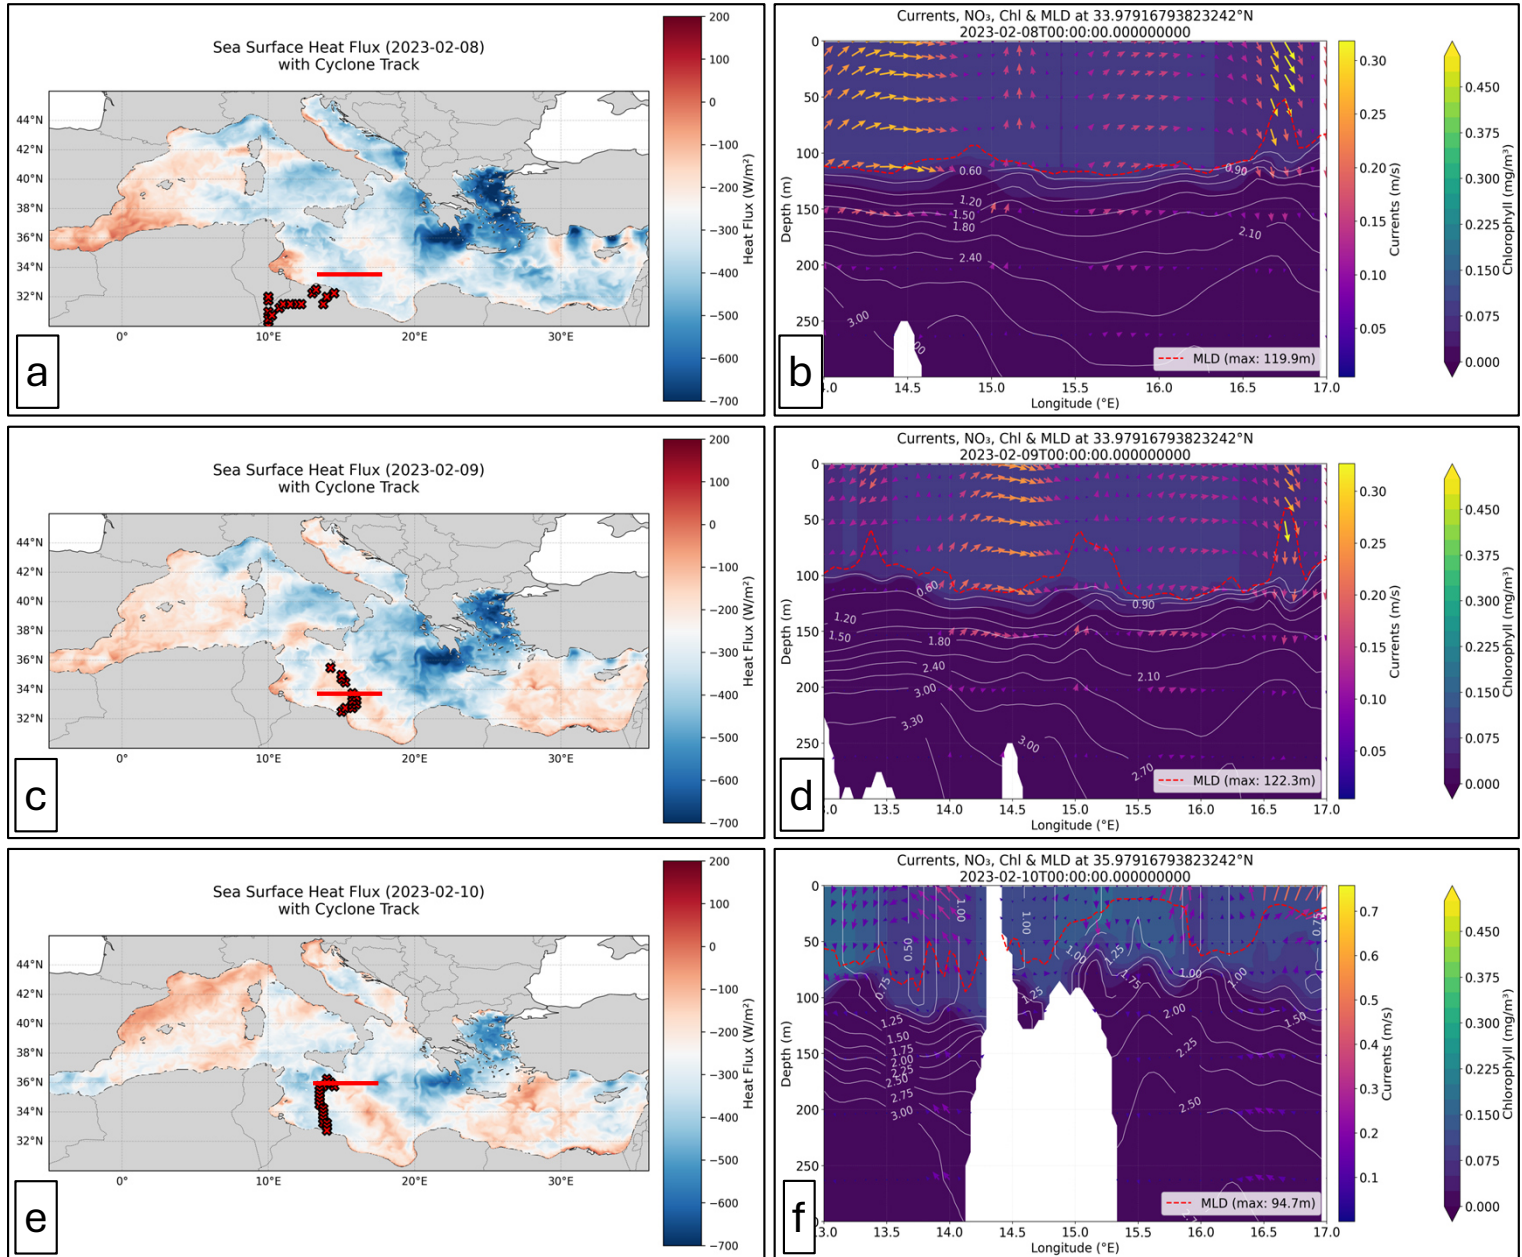 Sea Surface Heat Flux (2023-02-08)
with Cyclone Track
44°N
42°N
40°N
38°N
36°N
34°N
32°N
0°
10°E
20°E
30°E
200
100
0
−100
−200
−300
−400
−500
−600
−700
Heat Flux (W/m²)
a
Currents, NO₃, Chl & MLD at 33.97916793823242°N
2023-02-08T00:00:00.000000000
0
50
100
150
200
250
Depth (m)
0.60
0.90
1.20
1.50
1.80
2.10
2.40
3.00
MLD (max: 119.9m)
14.5
15.0
15.5
16.0
16.5
17.0
Longitude (°E)
0.30
0.25
0.20
0.15
0.10
0.05
Currents (m/s)
0.450
0.375
0.300
0.225
0.150
0.075
0.000
Chlorophyll (mg/m³)
b
Sea Surface Heat Flux (2023-02-09)
with Cyclone Track
44°N
42°N
40°N
38°N
36°N
34°N
32°N
0°
10°E
20°E
30°E
200
100
0
−100
−200
−300
−400
−500
−600
−700
Heat Flux (W/m²)
c
Currents, NO₃, Chl & MLD at 33.97916793823242°N
2023-02-09T00:00:00.000000000
0
50
100
150
200
250
Depth (m)
0.60
0.90
1.20
1.50
1.80
2.10
2.40
3.00
3.30
3.00
2.70
MLD (max: 122.3m)
13.5
14.0
14.5
15.0
15.5
16.0
16.5
17.0
Longitude (°E)
0.30
0.25
0.20
0.15
0.10
0.05
Currents (m/s)
0.450
0.375
0.300
0.225
0.150
0.075
0.000
Chlorophyll (mg/m³)
d
Sea Surface Heat Flux (2023-02-10)
with Cyclone Track
44°N
42°N
40°N
38°N
36°N
34°N
32°N
0°
10°E
20°E
30°E
200
100
0
−100
−200
−300
−400
−500
−600
−700
Heat Flux (W/m²)
e
Currents, NO₃, Chl & MLD at 35.97916793823242°N
2023-02-10T00:00:00.000000000
0
50
100
150
200
250
Depth (m)
1.00
1.00
0.75
0.50
0.75
1.00
1.25
1.75
1.00
1.00
1.25
1.25
1.50
1.75
2.00
2.25
2.50
2.75
3.00
2.00
1.50
2.25
2.50
MLD (max: 94.7m)
13.5
14.0
14.5
15.0
15.5
16.0
16.5
17.0
Longitude (°E)
0.7
0.6
0.5
0.4
0.3
0.2
0.1
Currents (m/s)
0.450
0.375
0.300
0.225
0.150
0.075
0.000
Chlorophyll (mg/m³)
f